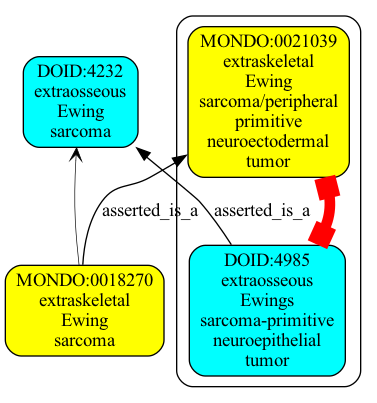 MONDO:0021039
extraskeletal
Ewing
sarcoma/peripheral
primitive
neuroectodermal
tumor
DOID:4232
extraosseous
Ewing
sarcoma
asserted_is_a
asserted_is_a
MONDO:0018270
extraskeletal
Ewing
sarcoma
DOID:4985
extraosseous
Ewings
sarcoma-primitive
neuroepithelial
tumor